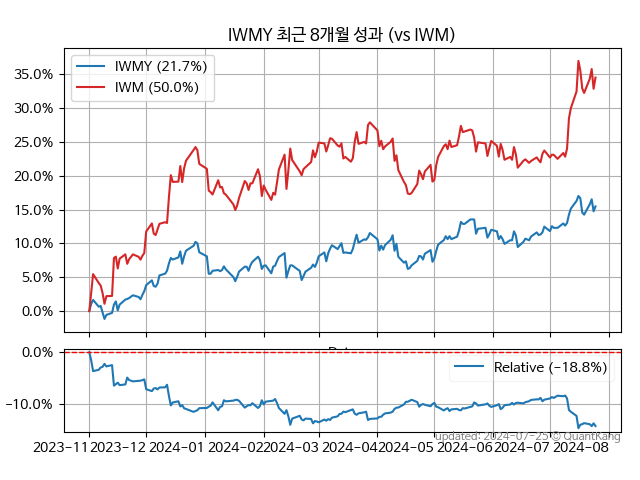 IWMY 최근 8개월 성과 (vs IWM)
IWMY (21.7%)
IWM (50.0%)
35.0%
30.0%
25.0%
20.0%
15.0%
10.0%
5.0%
0.0%
0.0%
−10.0%
Relative (−18.8%)
updated: 2024-07-25 © QuantKang
2023-11 2023-12 2024-01 2024-02 2024-03 2024-04 2024-05 2024-06 2024-07 2024-08